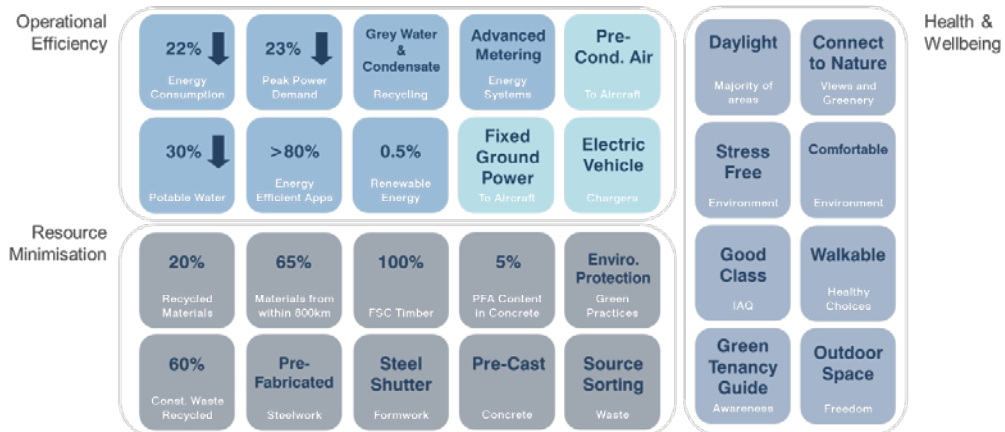 Operational
Efficiency
22%
Energy
Consumption
23%
Peak Power
Demand
Grey Water
&
Condensate
Recycling
Advanced
Metering
Energy
Systems
Pre-
Cond. Air
To Aircraft
30%
Potable Water
>80%
Energy
Efficient Apps
0.5%
Renewable
Energy
Fixed
Ground
Power
To Aircraft
Electric
Vehicle
Chargers
Resource
Minimisation
20%
Recycled
Materials
65%
Materials from
within 800km
100%
FSC Timber
5%
PFA Content
in Concrete
Enviro.
Protection
Green
Practices
60%
Const. Waste
Recycled
Pre-
Fabricated
Steelwork
Steel
Shutter
Formwork
Pre-Cast
Concrete
Source
Sorting
Waste
Health &
Wellbeing
Daylight
Majority of
areas
Connect
to Nature
Views and
Greenery
Stress
Free
Environment
Comfortable
Environment
Good
Class
IAQ
Walkable
Healthy
Choices
Green
Tenancy
Guide
Awareness
Outdoor
Space
Freedom